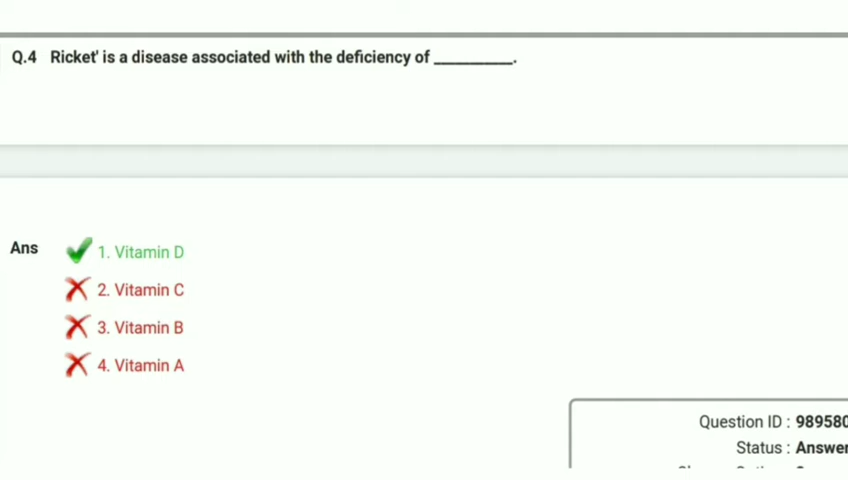 Q.4 Ricket' is a disease associated with the deficiency of __________.
Ans
1. Vitamin D
2. Vitamin C
3. Vitamin B
4. Vitamin A
Question ID : 989580
Status : Answer